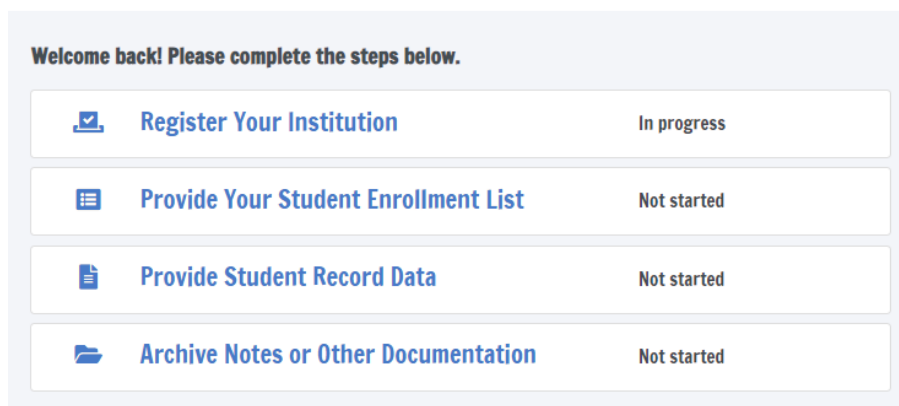 Welcome back! Please complete the steps below.
Register Your Institution In progress
Provide Your Student Enrollment List Not started
Provide Student Record Data Not started
Archive Notes or Other Documentation Not started